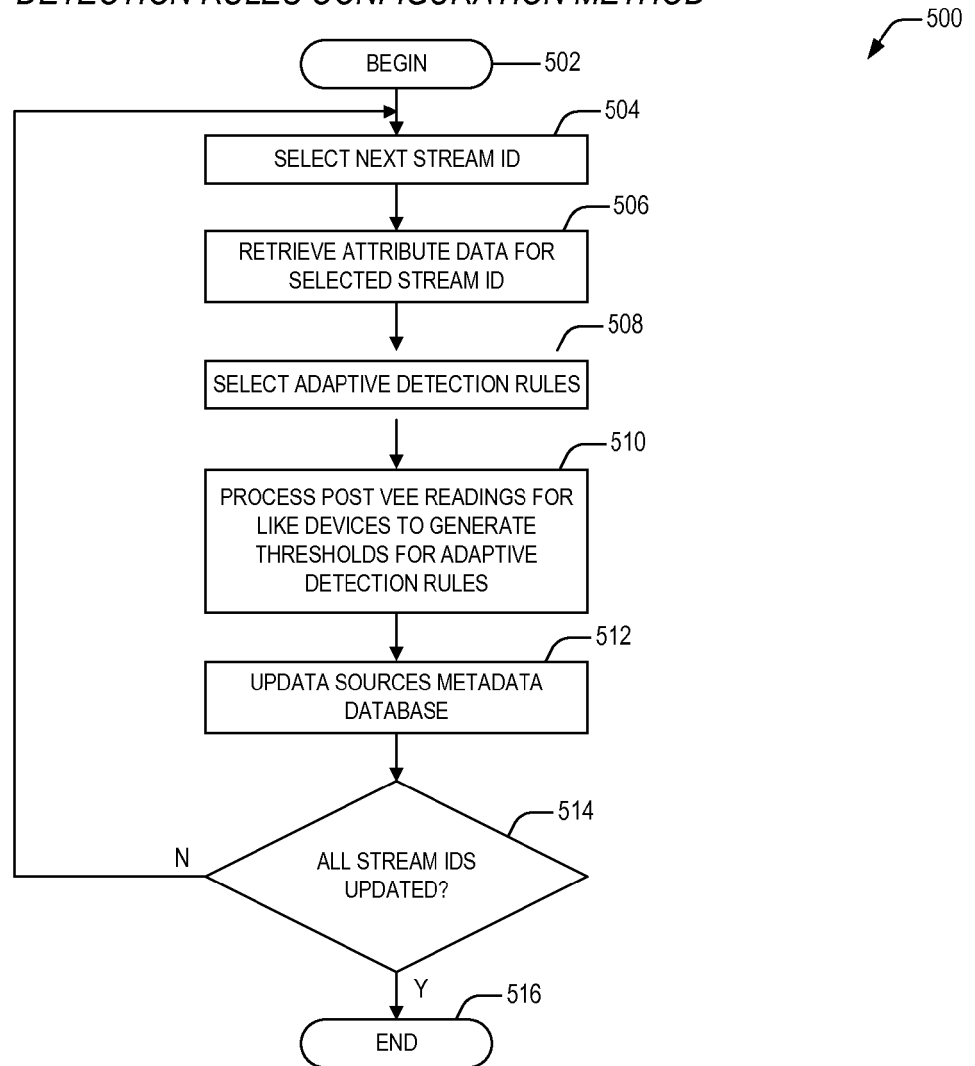 DETECTION RULES CONFIGURATION METHOD
500
BEGIN
502
504
SELECT NEXT STREAM ID
506
RETRIEVE ATTRIBUTE DATA FOR
SELECTED STREAM ID
508
SELECT ADAPTIVE DETECTION RULES
510
PROCESS POST VEE READINGS FOR
LIKE DEVICES TO GENERATE
THRESHOLDS FOR ADAPTIVE
DETECTION RULES
512
UPDATA SOURCES METADATA
DATABASE
514
N
ALL STREAM IDS
UPDATED?
Y
516
END